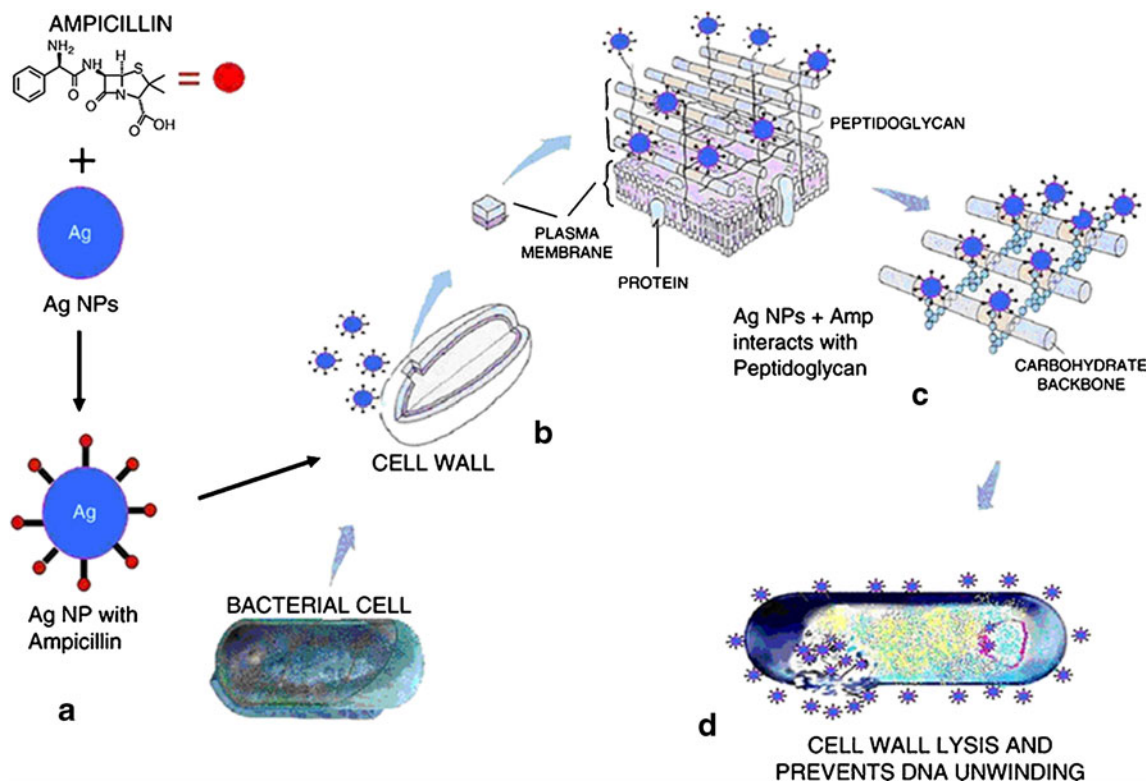 AMPICILLIN
NH₂
H
NH
S
O
O
N
O
OH
=
+
Ag
Ag NPs
Ag
Ag NP with
Ampicillin
a
BACTERIAL CELL
CELL WALL
b
PLASMA
MEMBRANE
PROTEIN
PEPTIDOGLYCAN
Ag NPs + Amp
interacts with
Peptidoglycan
CARBOHYDRATE
BACKBONE
c
d
CELL WALL LYSIS AND
PREVENTS DNA UNWINDING